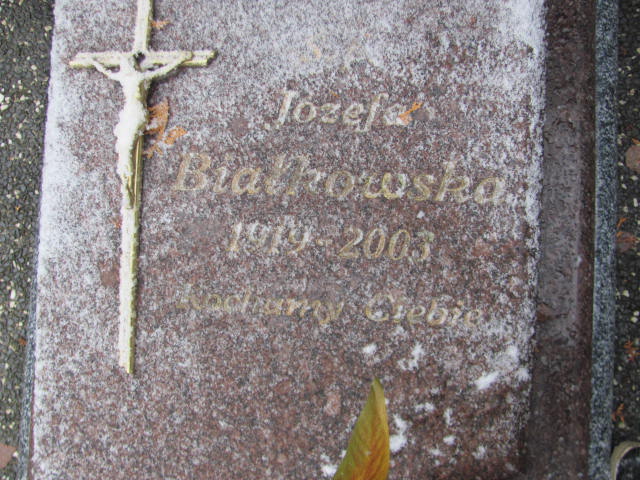 Józefa
Białkowska
1919-2003
Kochamy Ciebie